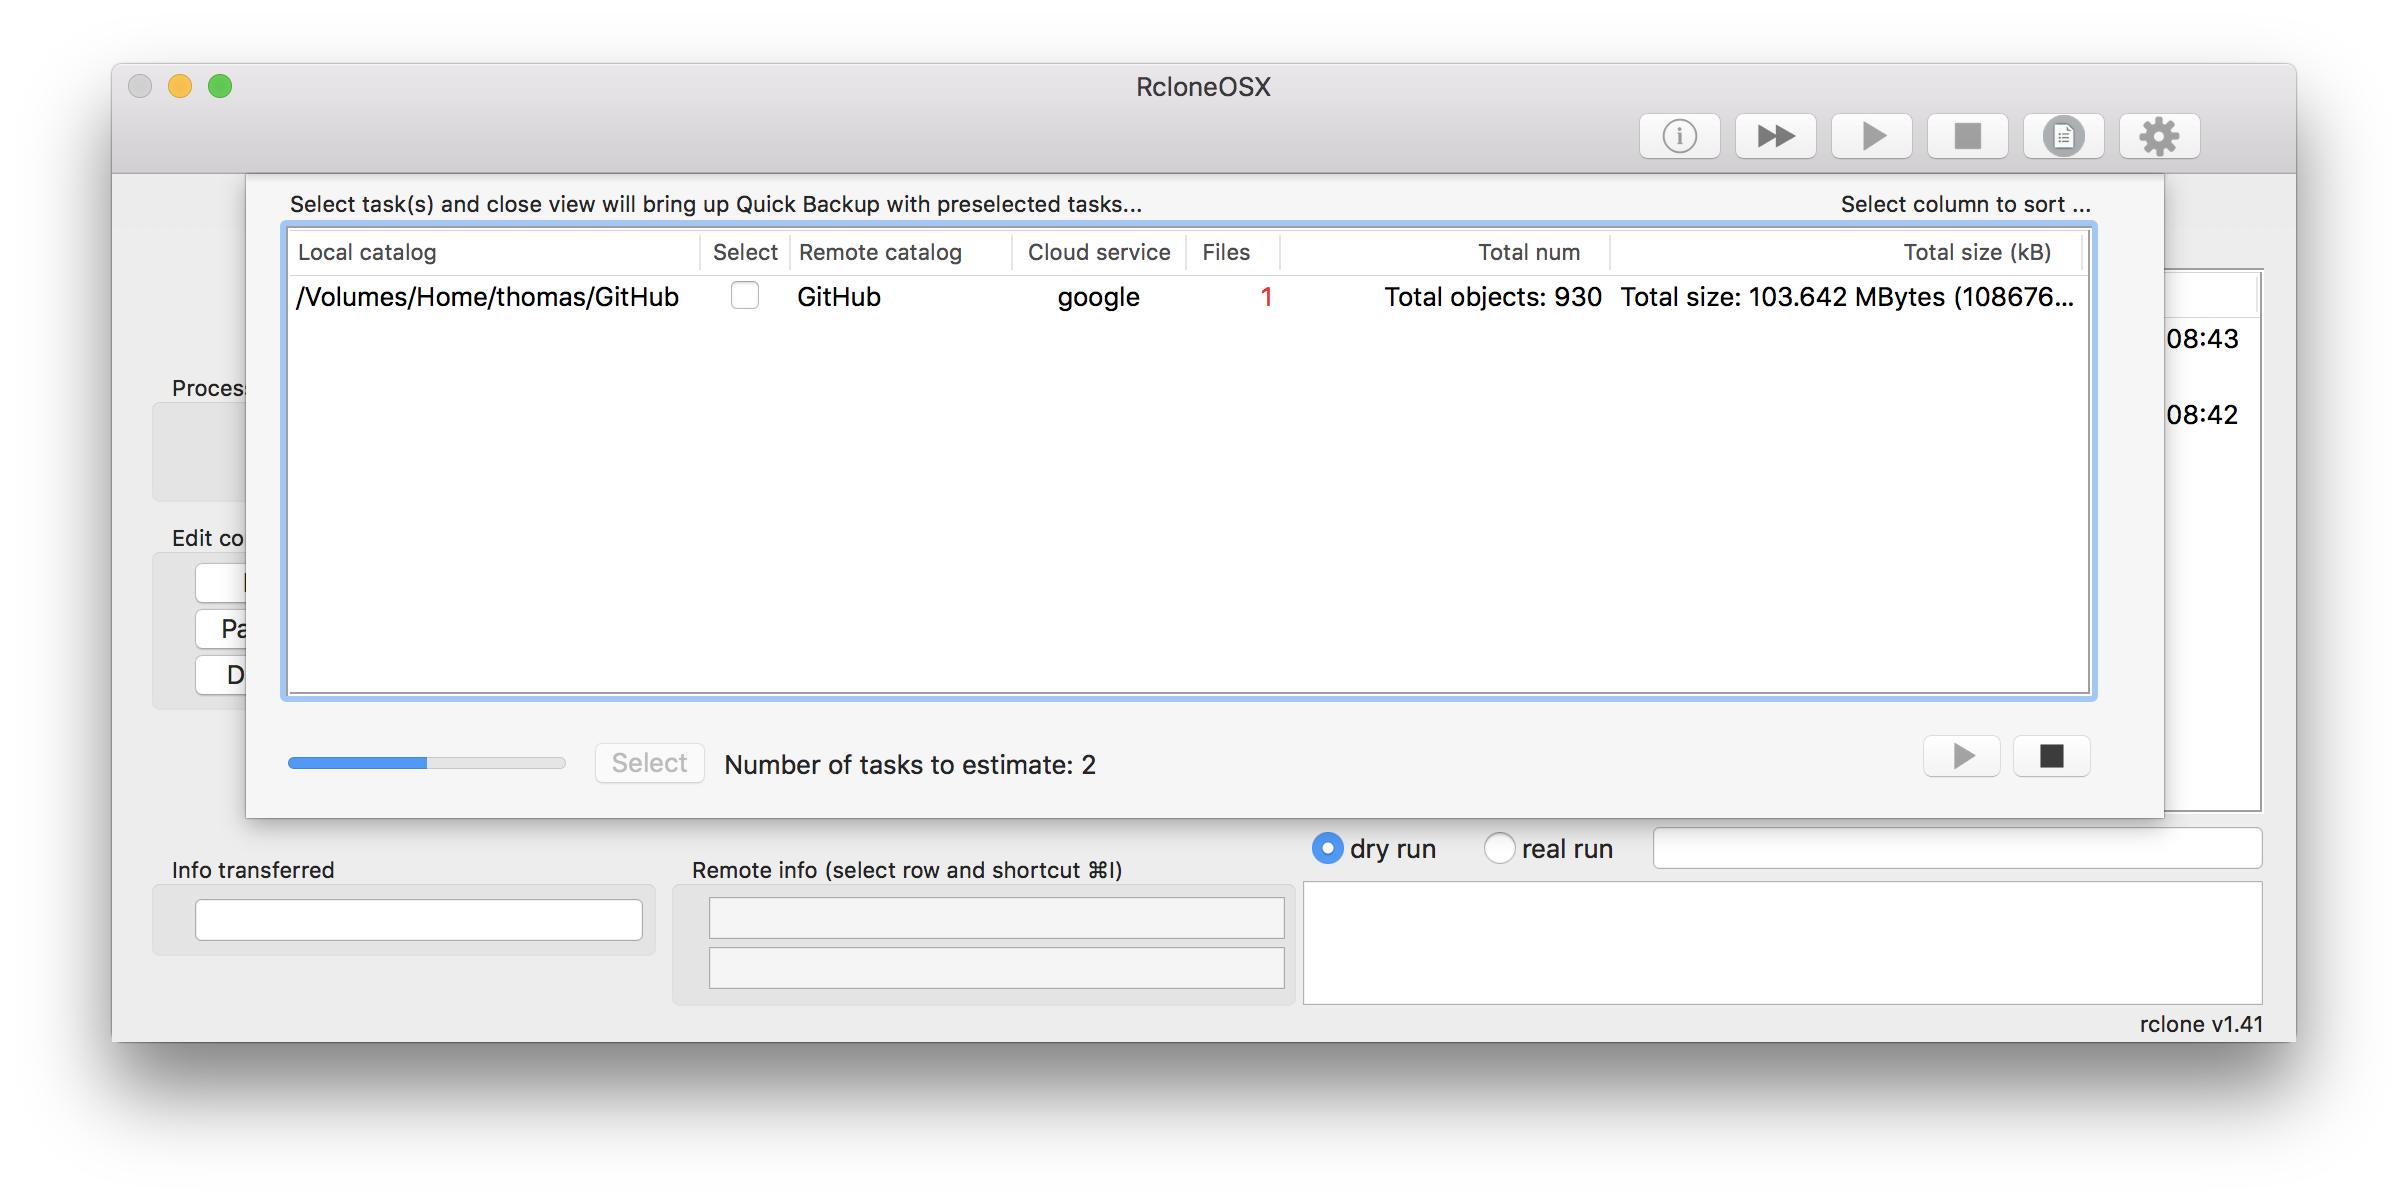 RcloneOSX
Select task(s) and close view will bring up Quick Backup with preselected tasks...
Select column to sort ...
Local catalog Select Remote catalog Cloud service Files Total num Total size (kB)
/Volumes/Home/thomas/GitHub GitHub google 1 Total objects: 930 Total size: 103.642 MBytes (108676...
08:43
08:42
Edit
Select Number of tasks to estimate: 2
dry run real run
Info transferred
Remote info (select row and shortcut ⌘I)
rclone v1.41